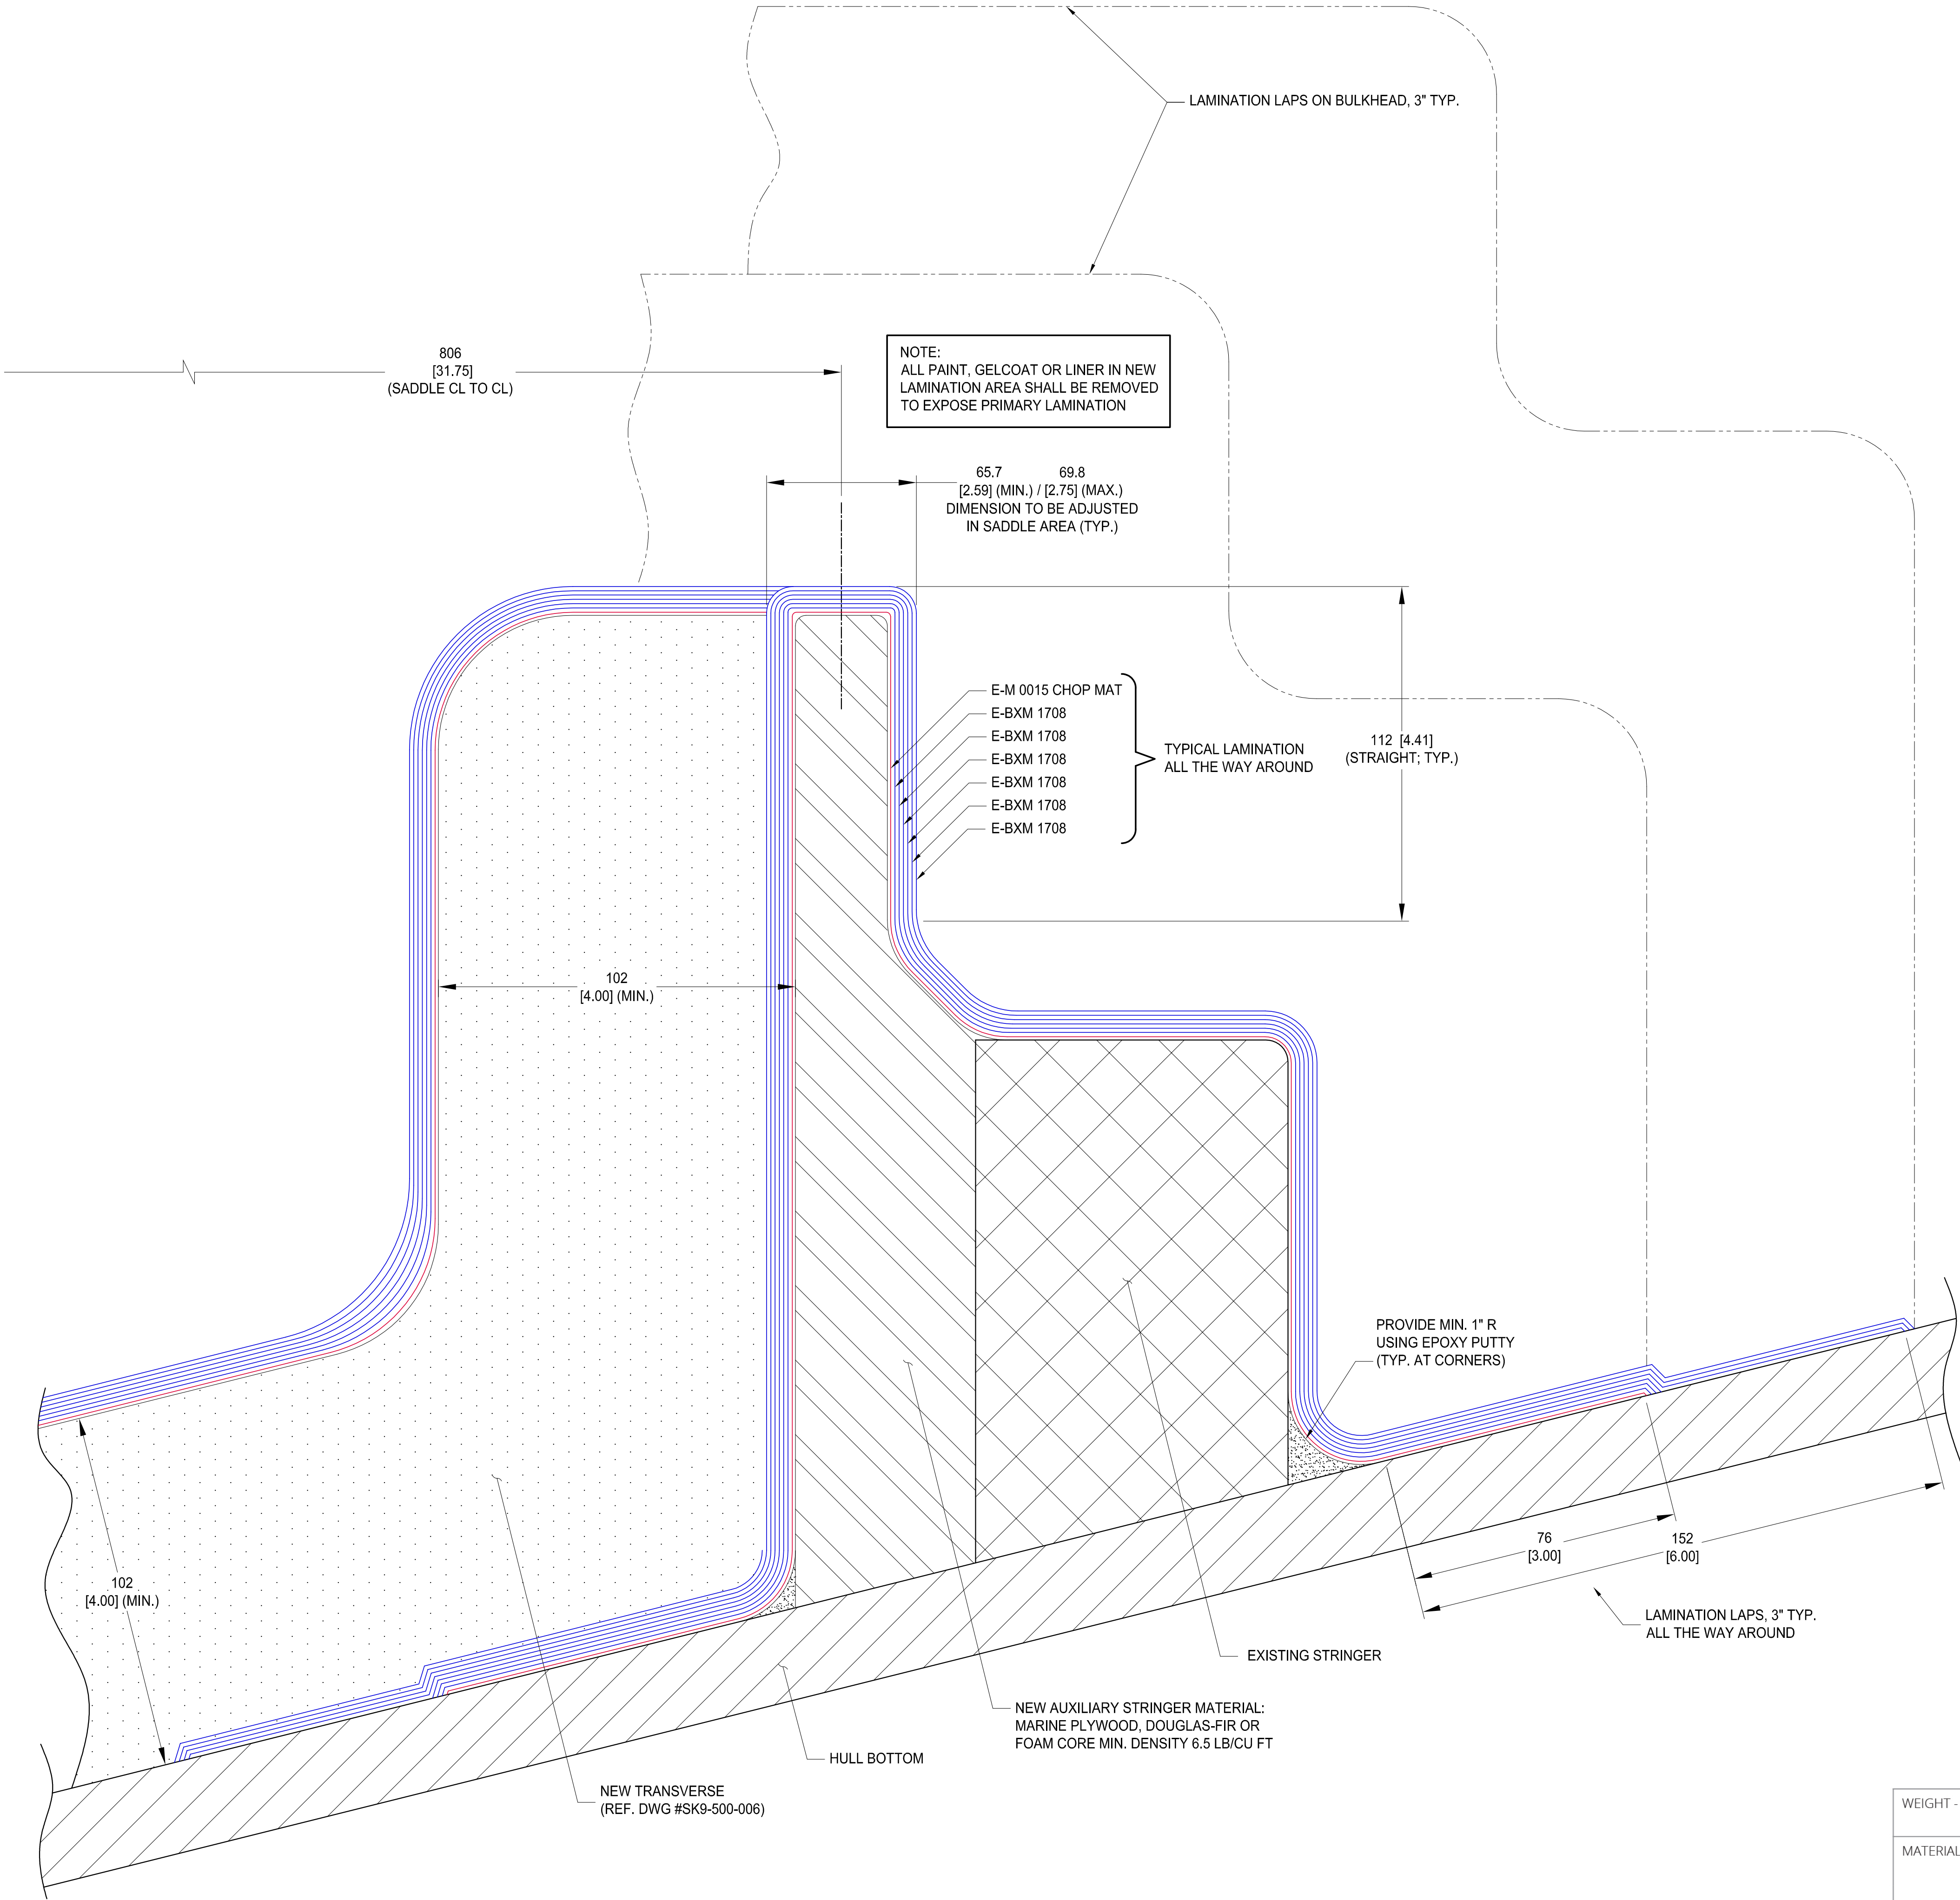 LAMINATION LAPS ON BULKHEAD, 3" TYP.
806
[31.75]
(SADDLE CL TO CL)
NOTE:
ALL PAINT, GELCOAT OR LINER IN NEW
LAMINATION AREA SHALL BE REMOVED
TO EXPOSE PRIMARY LAMINATION
65.7 69.8
[2.59] (MIN.) / [2.75] (MAX.)
DIMENSION TO BE ADJUSTED
IN SADDLE AREA (TYP.)
E-M 0015 CHOP MAT
E-BXM 1708
E-BXM 1708
E-BXM 1708
E-BXM 1708
E-BXM 1708
E-BXM 1708
TYPICAL LAMINATION
ALL THE WAY AROUND
112 [4.41]
(STRAIGHT; TYP.)
102
[4.00] (MIN.)
PROVIDE MIN. 1" R
USING EPOXY PUTTY
(TYP. AT CORNERS)
76
[3.00]
152
[6.00]
102
[4.00] (MIN.)
LAMINATION LAPS, 3" TYP.
ALL THE WAY AROUND
EXISTING STRINGER
NEW AUXILIARY STRINGER MATERIAL:
MARINE PLYWOOD, DOUGLAS-FIR OR
FOAM CORE MIN. DENSITY 6.5 LB/CU FT
HULL BOTTOM
NEW TRANSVERSE
(REF. DWG #SK9-500-006)
WEIGHT -
MATERIAL